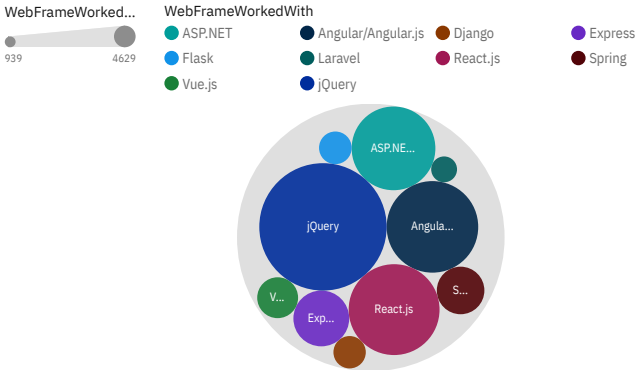 WebFrameWorked...
939
4629
WebFrameWorkedWith
ASP.NET
Angular/Angular.js
Django
Express
Flask
Laravel
React.js
Spring
Vue.js
jQuery
ASP.NE...
jQuery
Angula...
S...
V...
Exp...
React.js